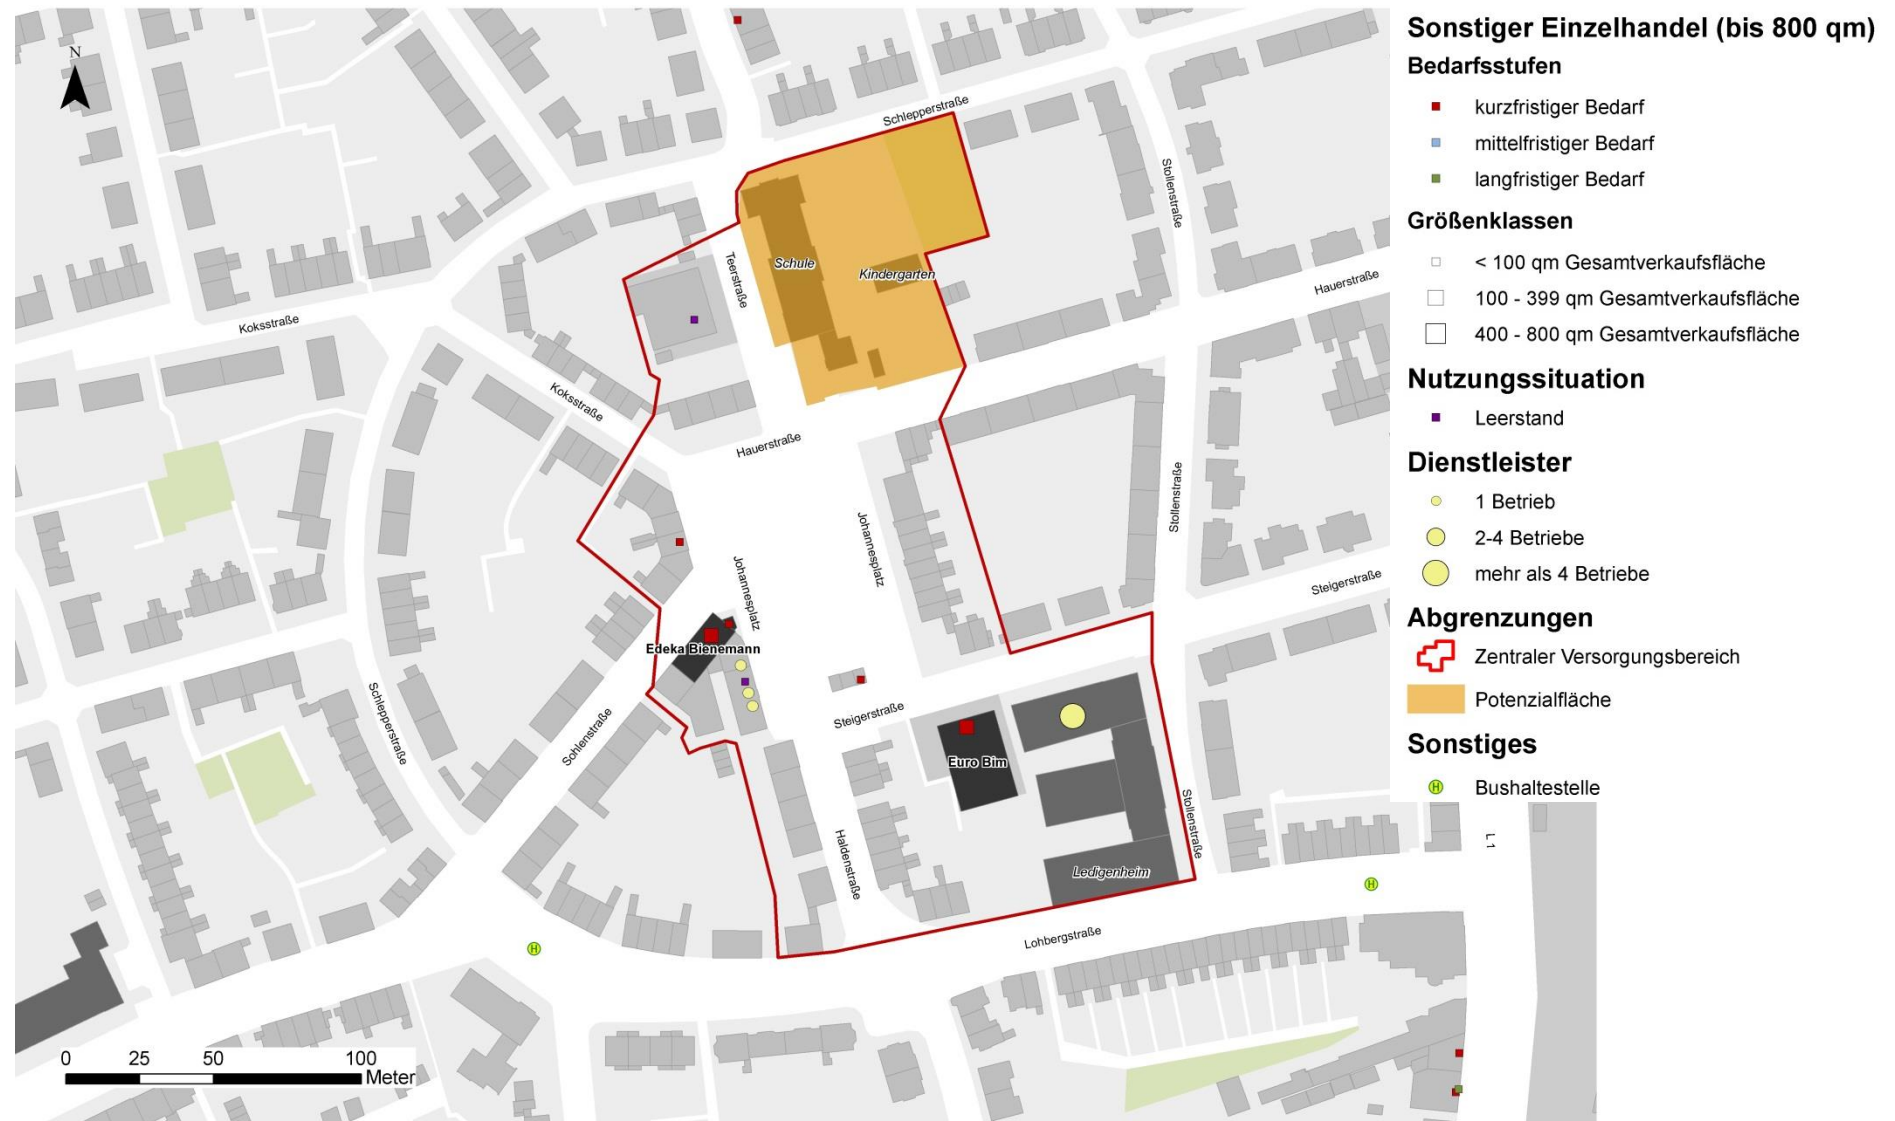 N
Schlepperstraße
Stollenstraße
Teerstraße
Schule
Kindergarten
Hauerstraße
Koksstraße
Koksstraße
Hauerstraße
Johannesplatz
Stollenstraße
Johannesplatz
Steigerstraße
Edeka Bienemann
Schlepperstraße
Sohlenstraße
Steigerstraße
Euro Bim
Stollenstraße
Haldenstraße
Ledigenheim
Lohbergstraße
L 1
H
H
0 25 50 100
Meter
Sonstiger Einzelhandel (bis 800 qm)
Bedarfsstufen
kurzfristiger Bedarf
mittelfristiger Bedarf
langfristiger Bedarf
Größenklassen
< 100 qm Gesamtverkaufsfläche
100 - 399 qm Gesamtverkaufsfläche
400 - 800 qm Gesamtverkaufsfläche
Nutzungssituation
Leerstand
Dienstleister
1 Betrieb
2-4 Betriebe
mehr als 4 Betriebe
Abgrenzungen
Zentraler Versorgungsbereich
Potenzialfläche
Sonstiges
H Bushaltestelle